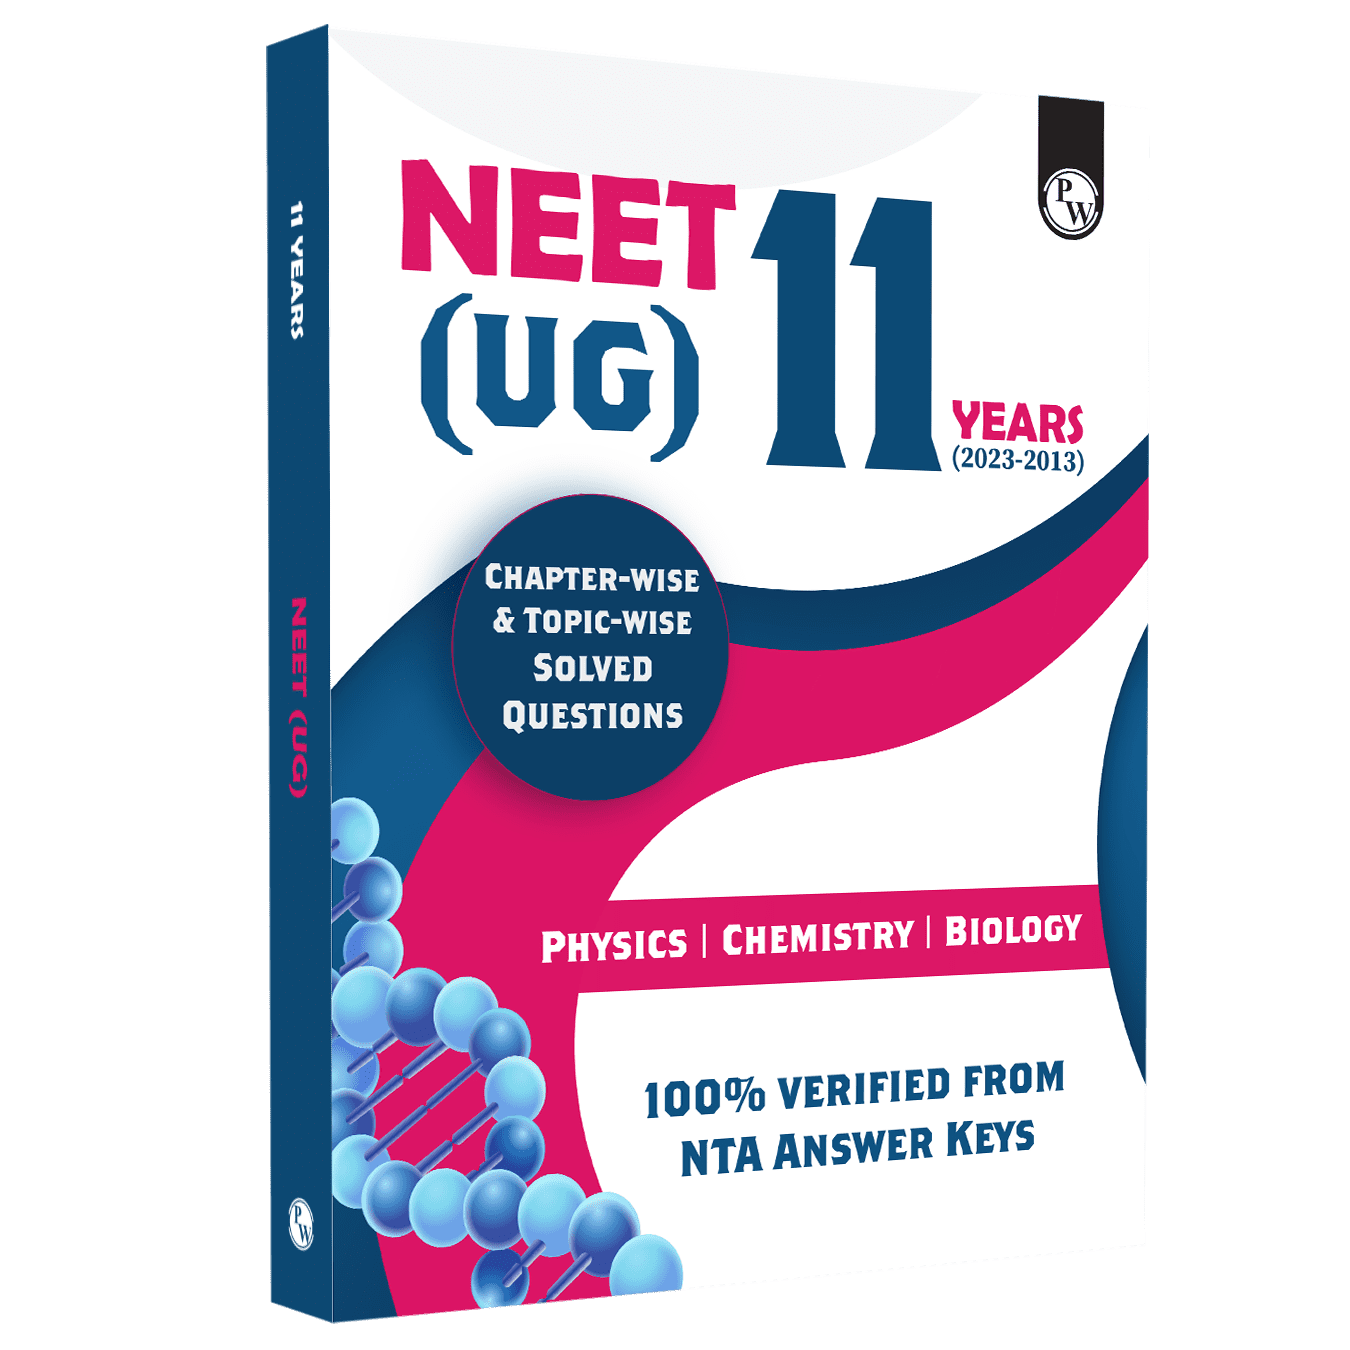 NEET
(UG)
11
YEARS
(2023-2013)
PW
CHAPTER-WISE
& TOPIC-WISE
SOLVED
QUESTIONS
PHYSICS | CHEMISTRY | BIOLOGY
100% VERIFIED FROM
NTA ANSWER KEYS
11 YEARS
NEET (UG)
PW